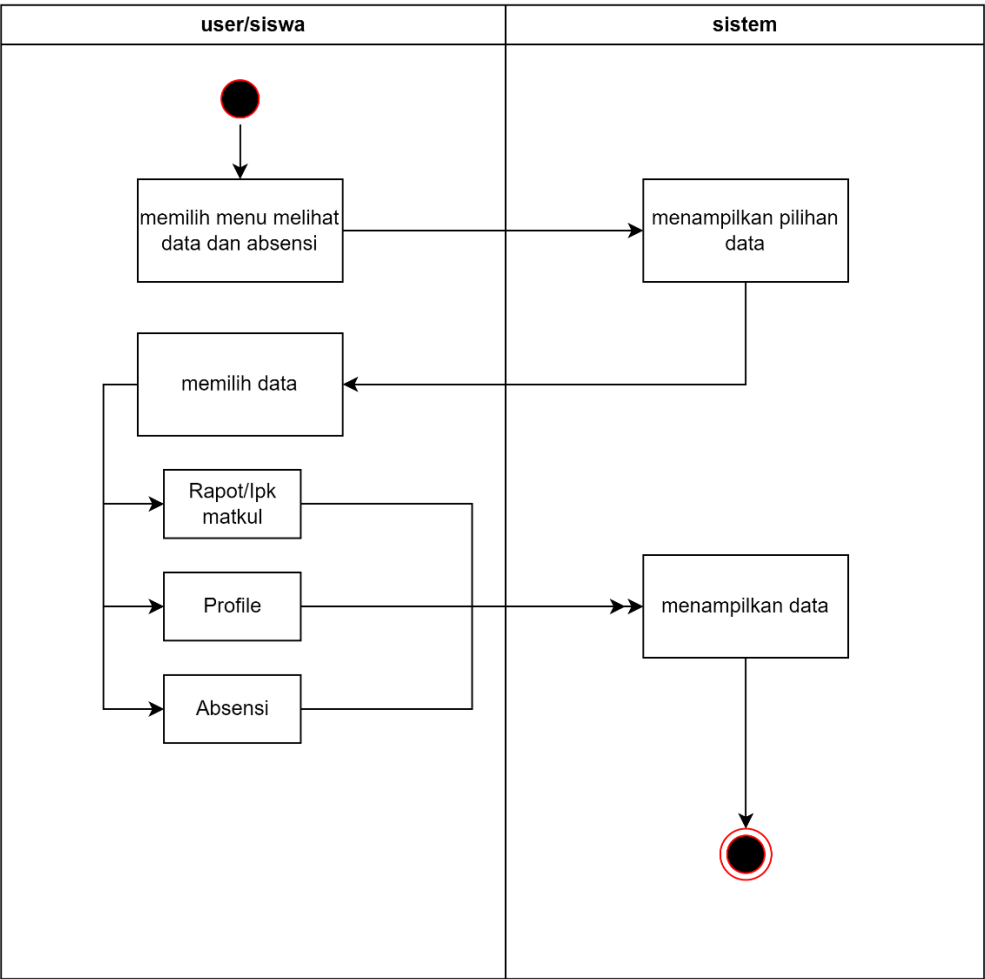 user/siswa
sistem
memilih menu melihat
data dan absensi
menampilkan pilihan
data
memilih data
Rapot/Ipk
matkul
Profile
menampilkan data
Absensi